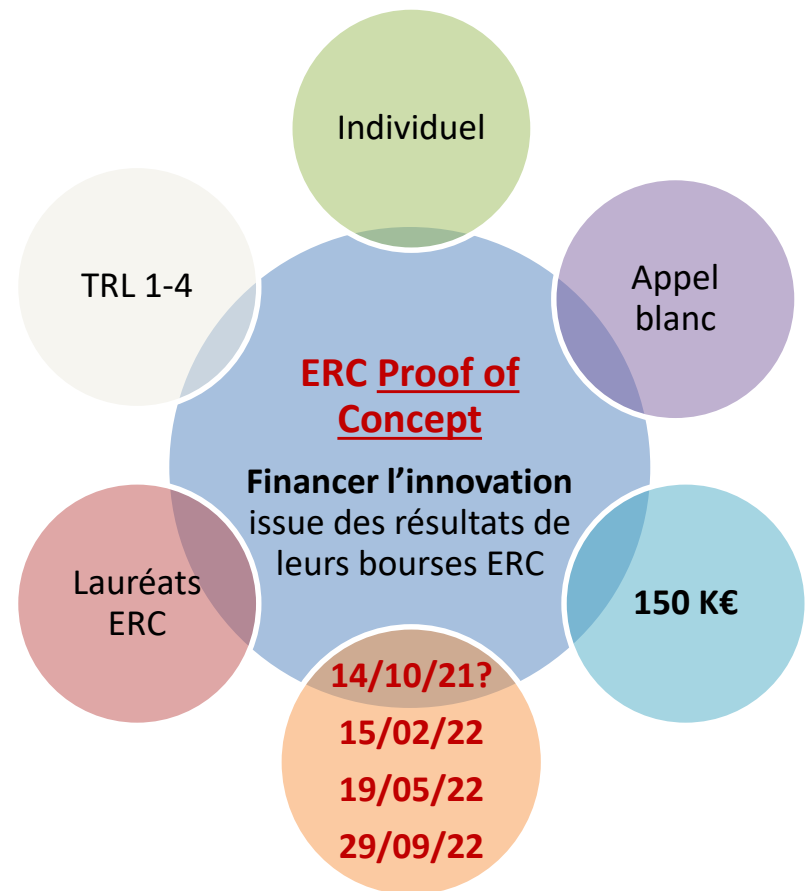 Individuel
TRL 1-4
Appel
blanc
ERC Proof of
Concept
Financer l’innovation
issue des résultats de
leurs bourses ERC
Lauréats
ERC
150 K€
14/10/21?
15/02/22
19/05/22
29/09/22